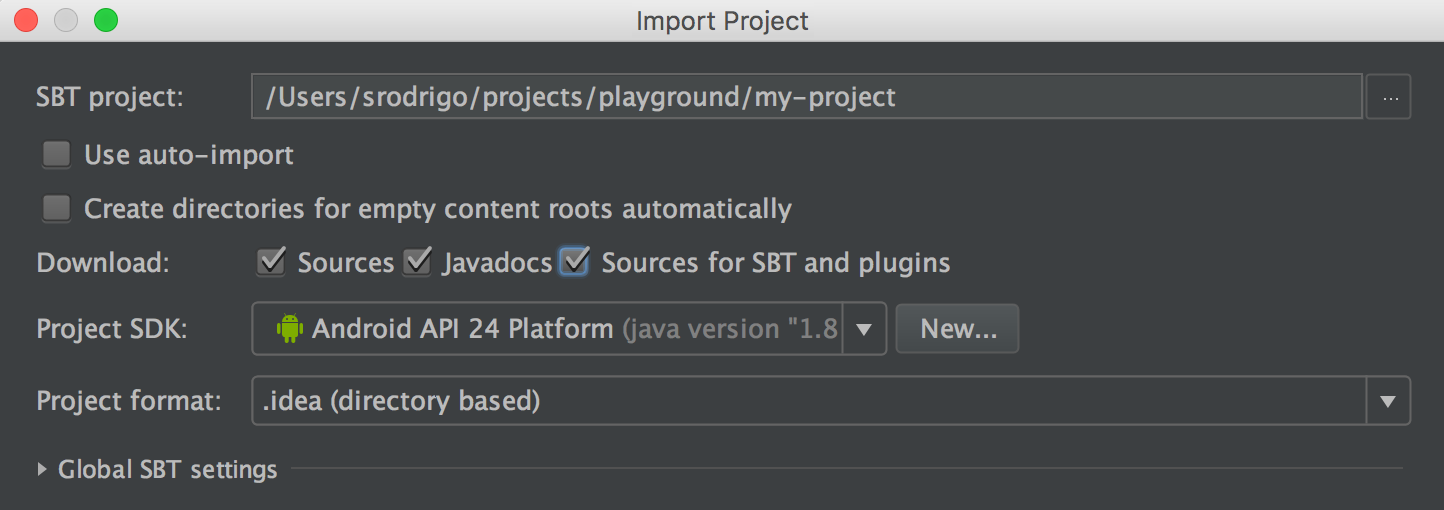 Import Project
SBT project: /Users/srodrigo/projects/playground/my-project ...
Use auto-import
Create directories for empty content roots automatically
Download: Sources Javadocs Sources for SBT and plugins
Project SDK: Android API 24 Platform (java version "1.8 New...
Project format: .idea (directory based)
Global SBT settings